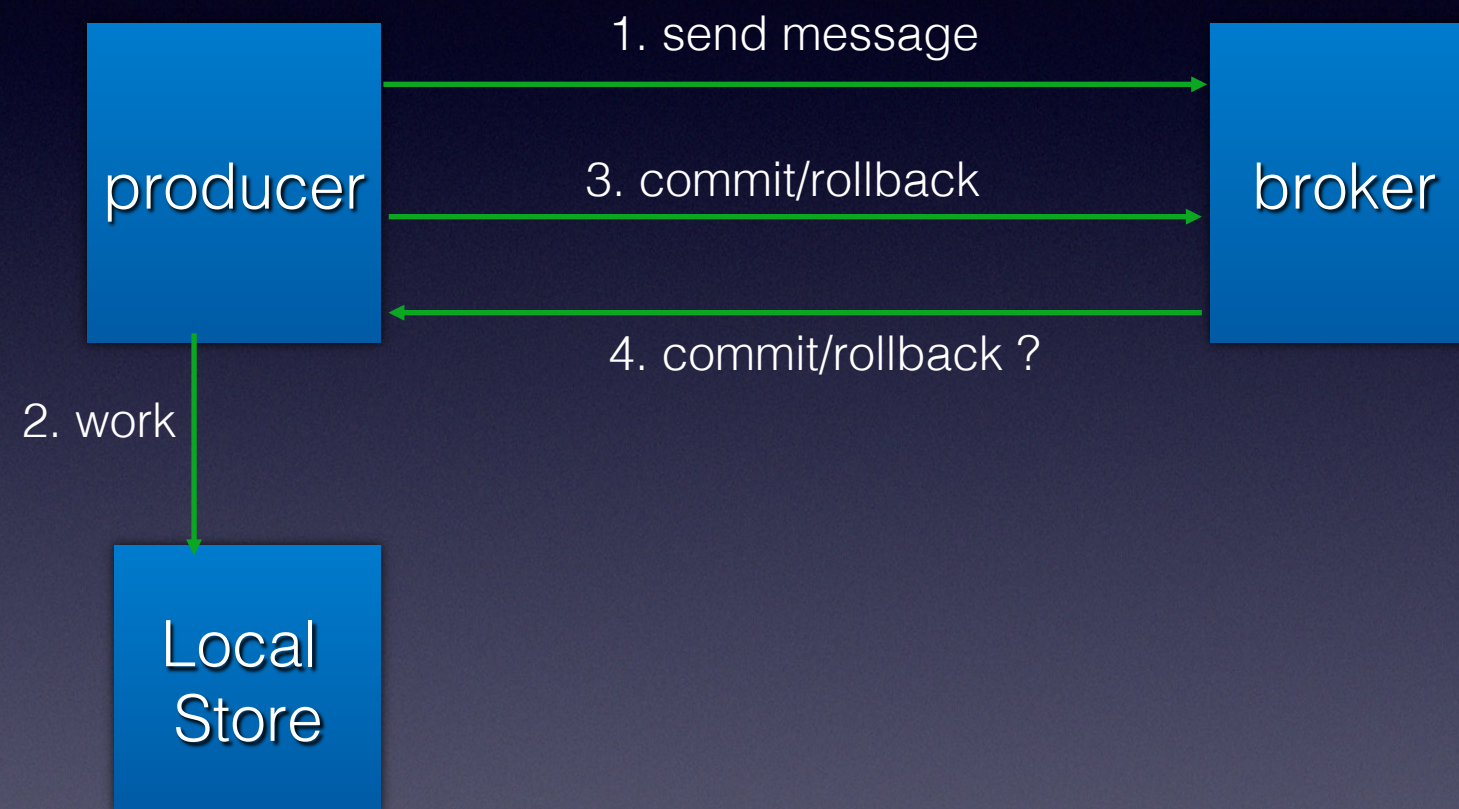 1. send message
producer
3. commit/rollback
broker
4. commit/rollback ?
2. work
Local
Store